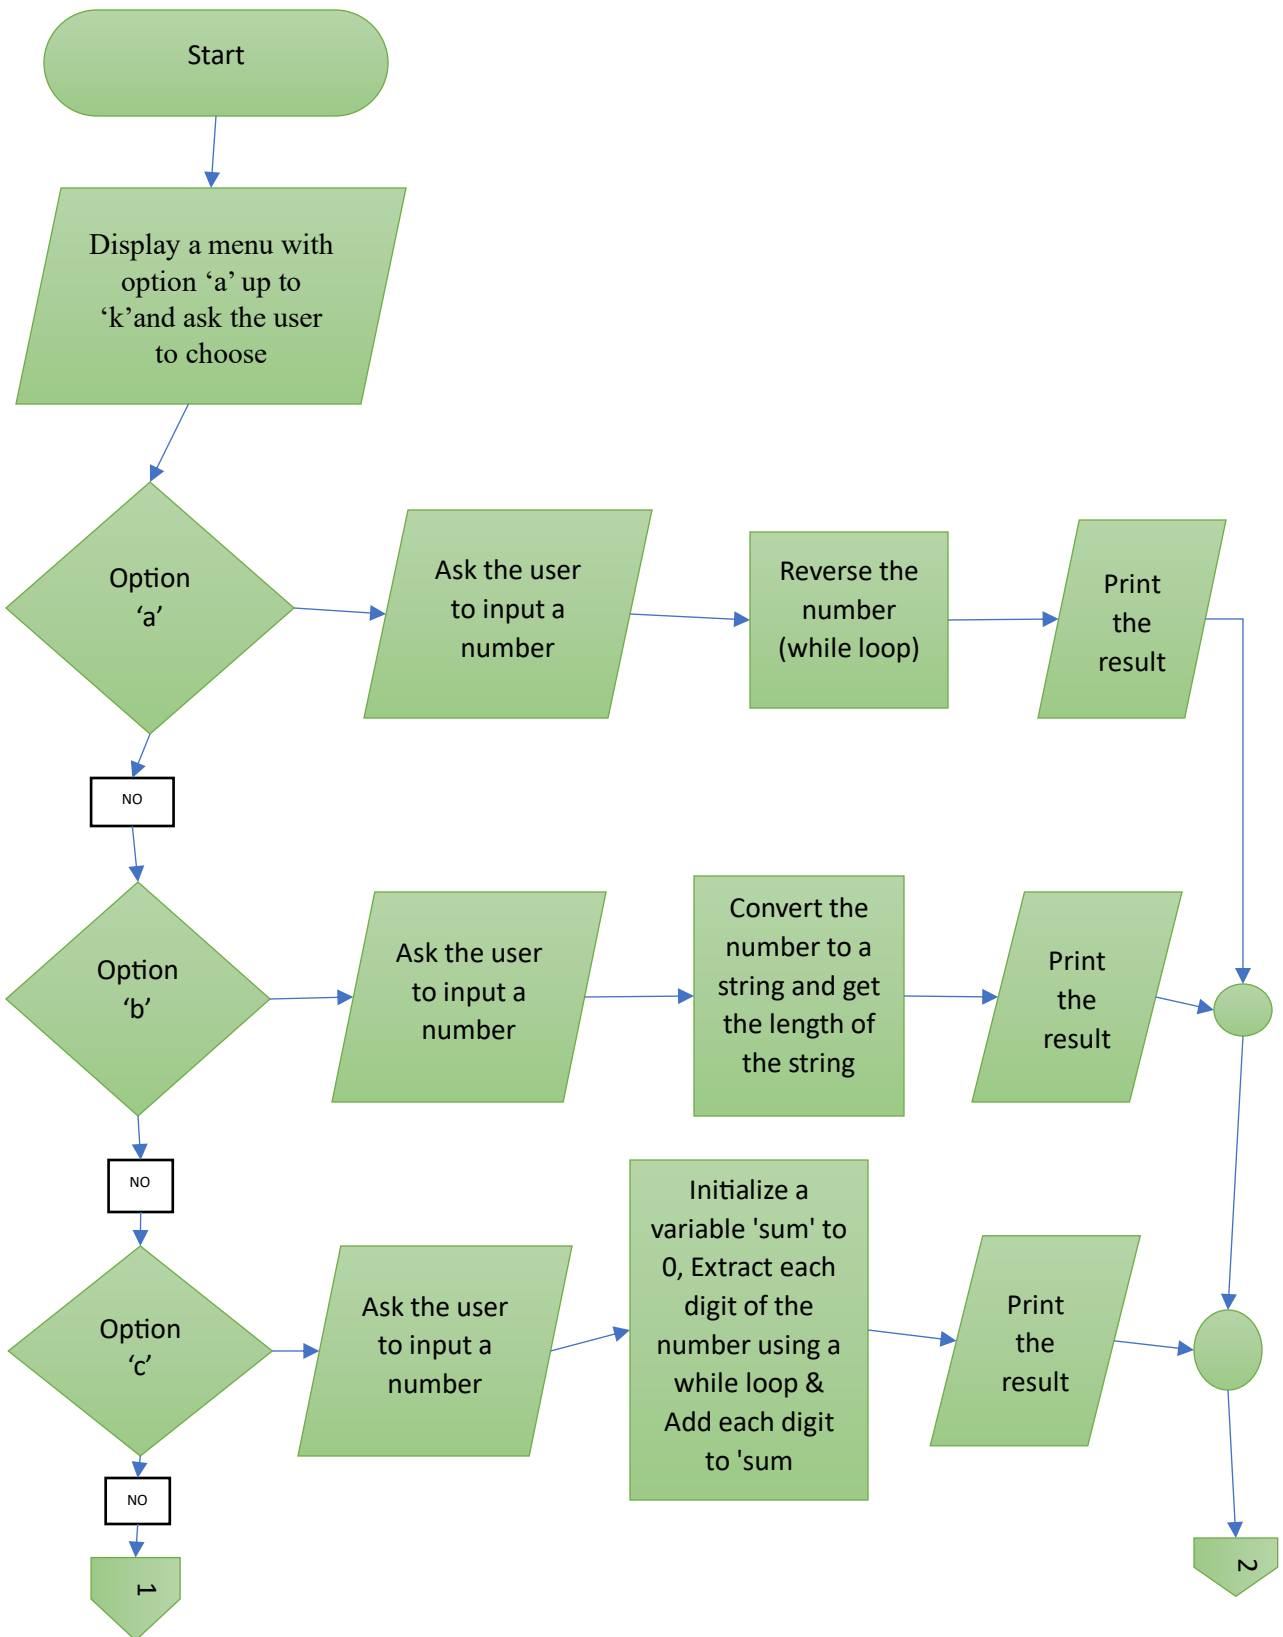 Start
Display a menu with
option ‘a’ up to
‘k’and ask the user
to choose
Option
‘a’
Ask the user
to input a
number
Reverse the
number
(while loop)
Print
the
result
NO
Option
‘b’
Ask the user
to input a
number
Convert the
number to a
string and get
the length of
the string
Print
the
result
NO
Option
‘c’
Ask the user
to input a
number
Initialize a
variable 'sum' to
0, Extract each
digit of the
number using a
while loop &
Add each digit
to 'sum
Print
the
result
NO
1
2